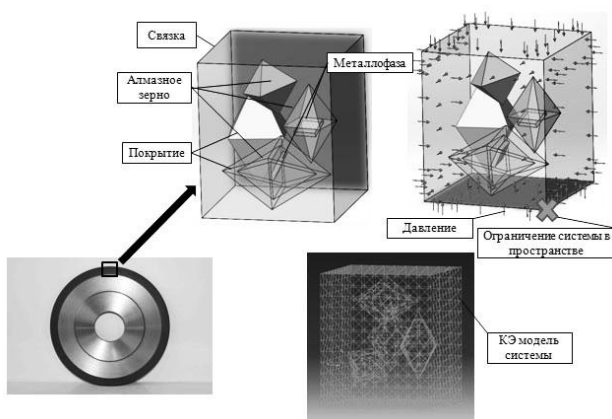 Связка
Алмазное
зерно
Покрытие
Металлофаза
Давление
Ограничение системы в
пространстве
КЭ модель
системы